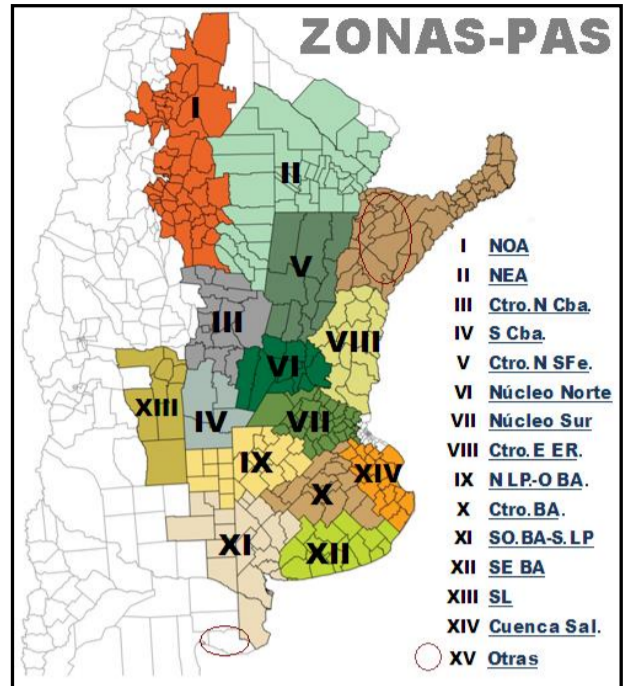 ZONAS-PAS
I
II
V
III
VIII
VI
XIII
IV
VII
IX
XIV
X
XI
XII
I NOA
II NEA
III Ctro.N Cba.
IV S Cba.
V Ctro.N SFe.
VI Núcleo Norte
VII Núcleo Sur
VIII Ctro.E ER.
IX N LP-O BA.
X Ctro.BA.
XI SO.BA-S.LP
XII SE BA
XIII SL
XIV Cuenca Sal.
XV Otras